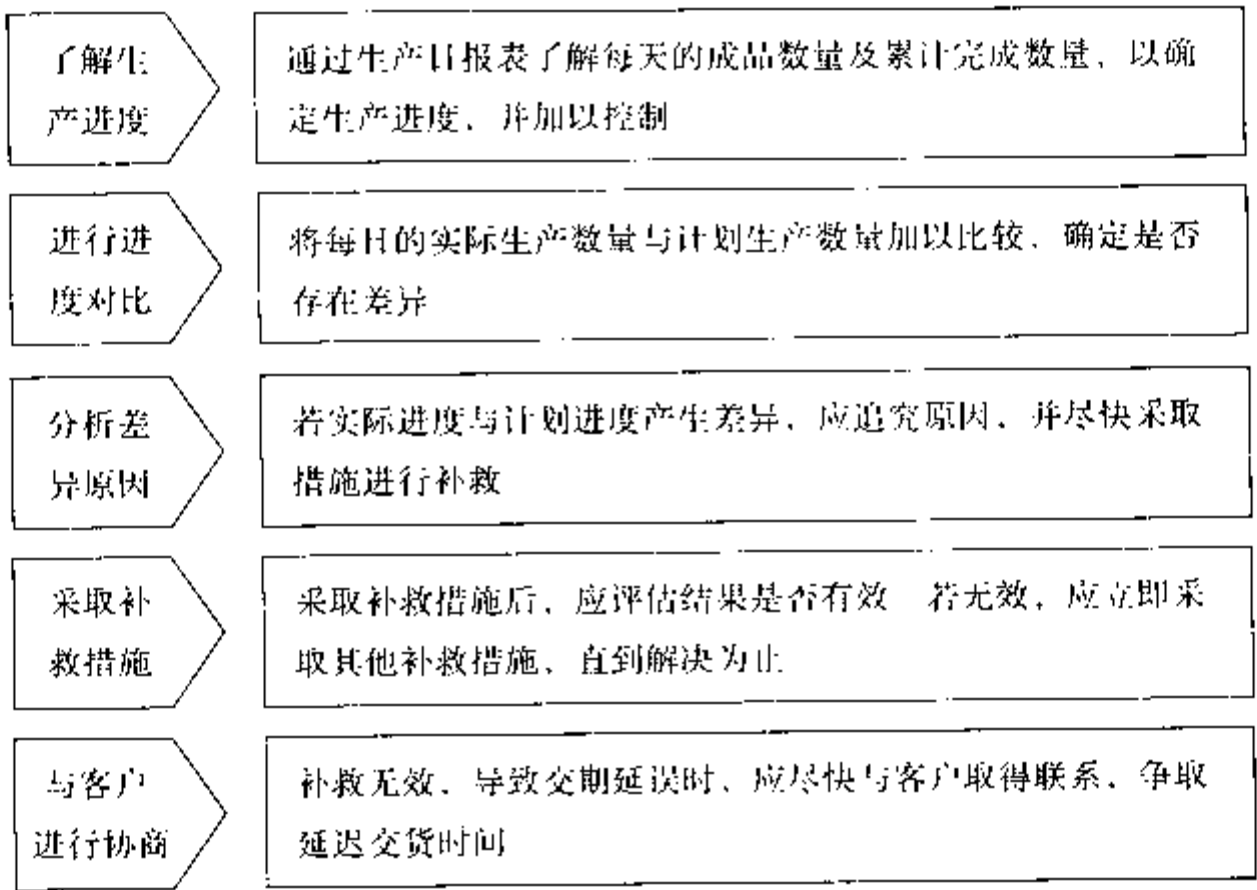 了解生
产进度
通过生产日报表了解每天的成品数量及累计完成数量，以确
定生产进度，并加以控制
进行进
度对比
将每日的实际生产数量与计划生产数量加以比较，确定是否
存在差异
分析差
异原因
若实际进度与计划进度产生差异，应追究原因，并尽快采取
措施进行补救
采取补
救措施
采取补救措施后，应评估结果是否有效 若无效，应立即采
取其他补救措施，直到解决为止
与客户
进行协商
补救无效，导致交期延误时，应尽快与客户取得联系，争取
延迟交货时间